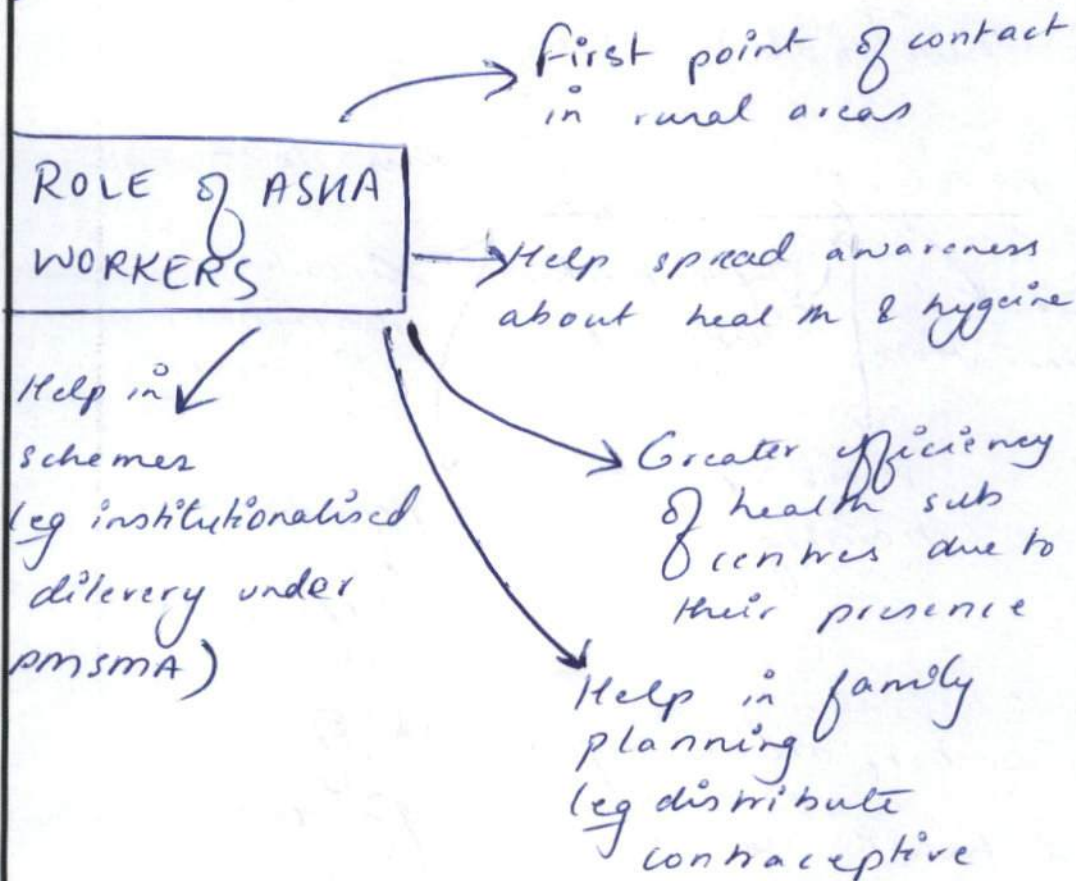 ROLE of ASHA
WORKERS
first point of contact
in rural areas
Help spread awareness
about health & hygeine
Greater efficiency
of health sub
centres due to
their presence
Help in family
planning
(eg distribute
contraceptive
Help in
schemes
(eg institutionalised
dilevery under
PMSMA)